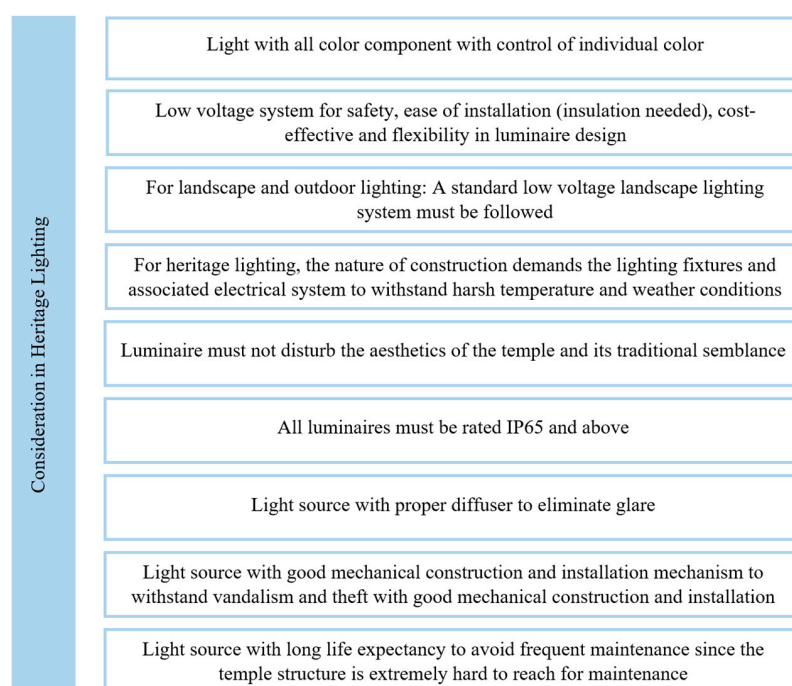 Consideration in Heritage Lighting
Light with all color component with control of individual color
Low voltage system for safety, ease of installation (insulation needed), cost-
effective and flexibility in luminaire design
For landscape and outdoor lighting: A standard low voltage landscape lighting
system must be followed
For heritage lighting, the nature of construction demands the lighting fixtures and
associated electrical system to withstand harsh temperature and weather conditions
Luminaire must not disturb the aesthetics of the temple and its traditional semblance
All luminaires must be rated IP65 and above
Light source with proper diffuser to eliminate glare
Light source with good mechanical construction and installation mechanism to
withstand vandalism and theft with good mechanical construction and installation
Light source with long life expectancy to avoid frequent maintenance since the
temple structure is extremely hard to reach for maintenance